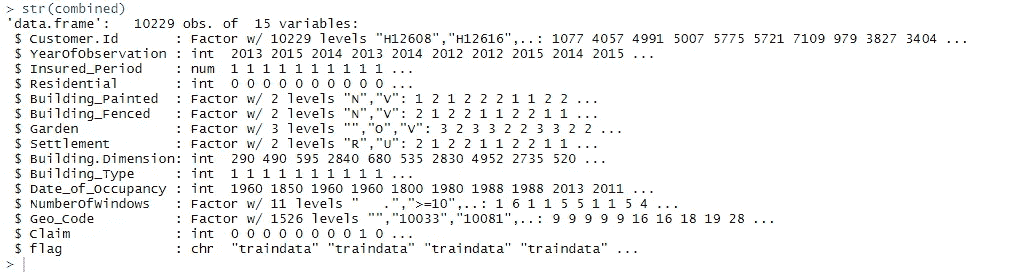 > str(combined)
'data.frame':   10229 obs. of  15 variables:
 $ Customer.Id       : Factor w/ 10229 levels "H12608","H12616",..: 1077 4057 4991 5007 5775 5721 7109 979 3827 3404 ...
 $ YearOfObservation : int  2013 2015 2014 2013 2014 2012 2012 2015 2014 2015 ...
 $ Insured_Period    : num  1 1 1 1 1 1 1 1 1 1 ...
 $ Residential       : int  0 0 0 0 0 0 0 0 0 0 ...
 $ Building_Painted  : Factor w/ 2 levels "N","V": 1 2 1 2 2 2 1 1 2 2 ...
 $ Building_Fenced   : Factor w/ 2 levels "N","V": 2 1 2 2 1 1 2 2 1 1 ...
 $ Garden            : Factor w/ 3 levels "","O","V": 3 2 3 3 2 2 3 3 2 2 ...
 $ Settlement        : Factor w/ 2 levels "R","U": 2 1 2 2 1 1 2 2 1 1 ...
 $ Building.Dimension: int  290 490 595 2840 680 535 2830 4952 2735 520 ...
 $ Building_Type     : int  1 1 1 1 1 1 1 1 1 1 ...
 $ Date_of_Occupancy : int  1960 1850 1960 1960 1800 1980 1988 1988 2013 2011 ...
 $ NumberOfWindows   : Factor w/ 11 levels "   .",">=10",..: 1 6 1 1 5 5 1 1 5 4 ...
 $ Geo_Code          : Factor w/ 1526 levels "","10033","10081",..: 9 9 9 9 9 16 16 18 19 28 ...
 $ Claim             : int  0 0 0 0 0 0 0 0 1 0 ...
 $ flag              : chr  "traindata" "traindata" "traindata" "traindata" ...
>